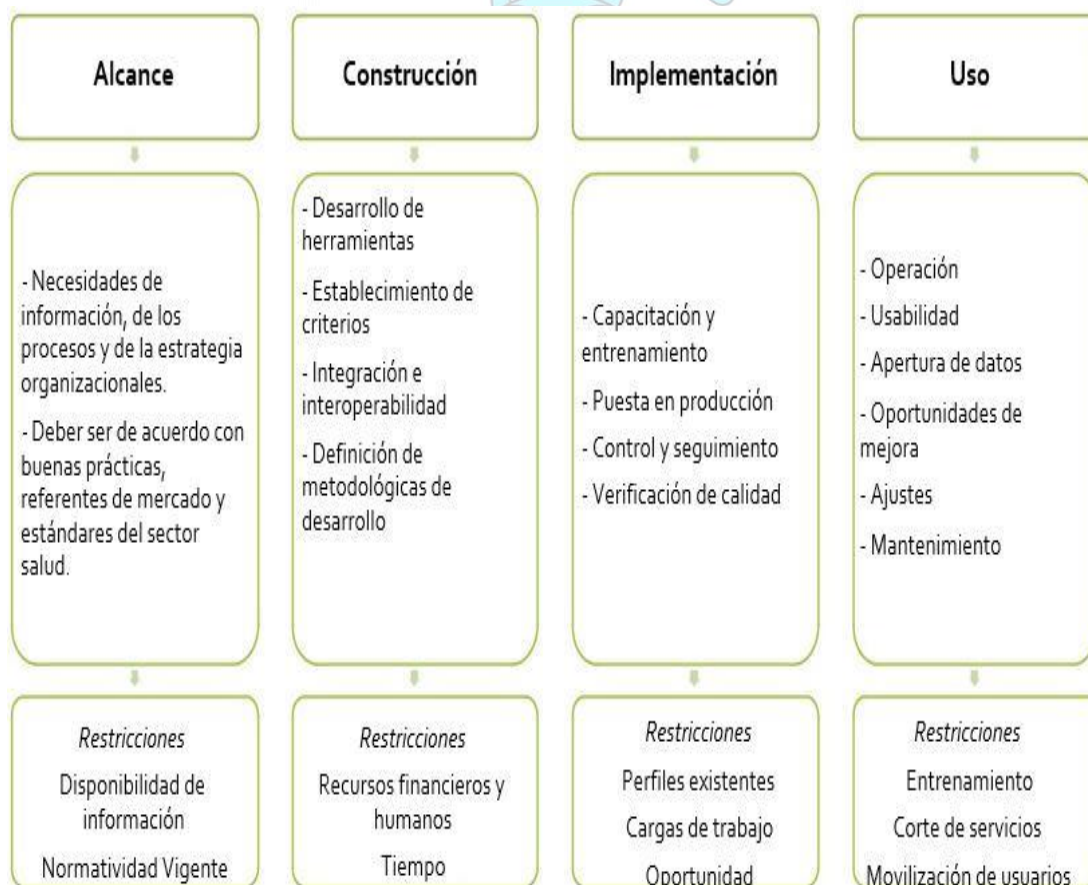 Alcance
- Necesidades de
información, de los
procesos y de la estrategia
organizacionales.
- Deber ser de acuerdo con
buenas prácticas,
referentes de mercado y
estándares del sector
salud.
Restricciones
Disponibilidad de
información
Normatividad Vigente
Construcción
- Desarrollo de
herramientas
- Establecimiento de
criterios
- Integración e
interoperabilidad
- Definición de
metodológicas de
desarrollo
Restricciones
Recursos financieros y
humanos
Tiempo
Implementación
- Capacitación y
entrenamiento
- Puesta en producción
- Control y seguimiento
- Verificación de calidad
Restricciones
Perfiles existentes
Cargas de trabajo
Oportunidad
Uso
- Operación
- Usabilidad
- Apertura de datos
- Oportunidades de
mejora
- Ajustes
- Mantenimiento
Restricciones
Entrenamiento
Corte de servicios
Movilización de usuarios